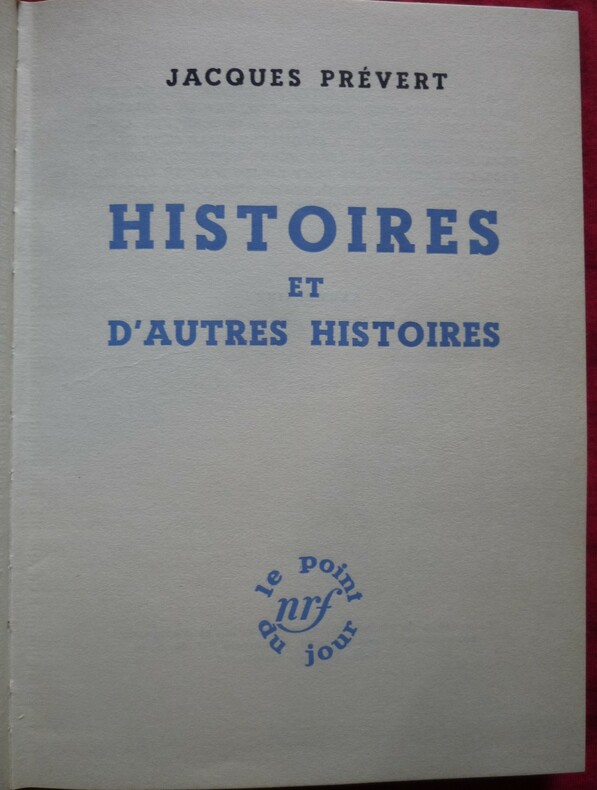 JACQUES PRÉVERT
HISTOIRES
ET
D'AUTRES HISTOIRES
le point
nrf
du jour